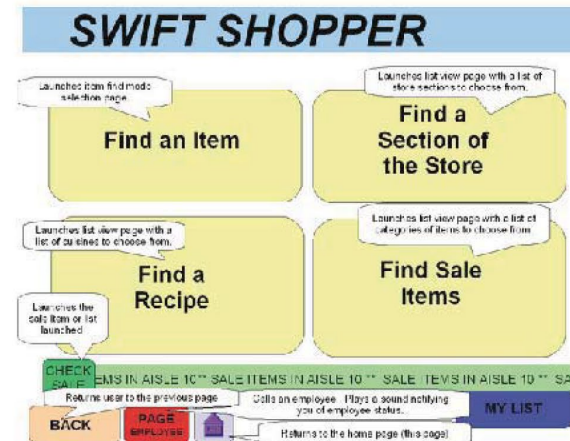 SWIFT SHOPPER
Launches item find mode
selection page.
Launches list view page with a list of
store sections to choose from.
Find an Item
Find a
Section of
the Store
Launches list view page with a
list of cuisines to choose from.
Launches list view page with a list of
categories of items to choose from
Find a
Recipe
Find Sale
Items
Launches the
sale item or list
launched
CHECK
SALE
EMS IN AISLE 10 ** SALE ITEMS IN AISLE 10 ** SALE ITEMS IN AISLE 10 ** SA
Returns user to the previous page
Calls an employee. Plays a sound notifying
you of employee status.
BACK
PAGE
EMPLOYEE
MY LIST
Returns to the home page (this page)